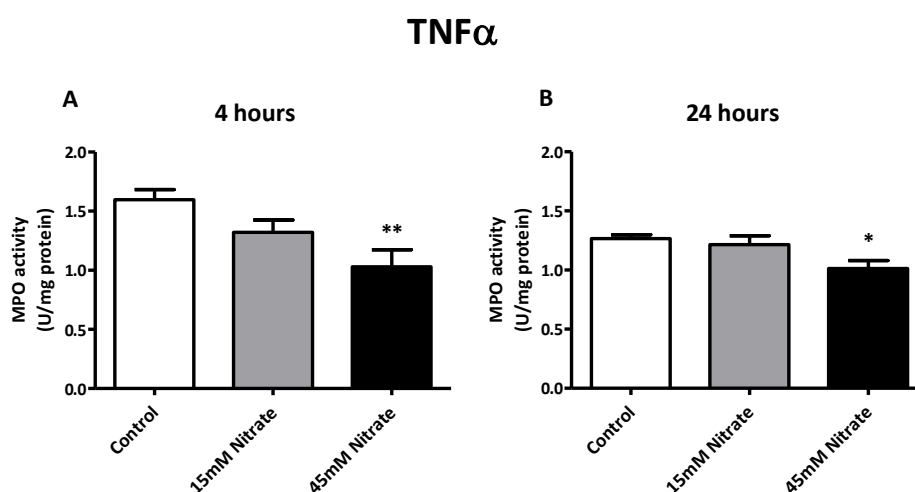 TNFα
A
4 hours
MPO activity
(U/mg protein)
2.0
1.5
1.0
0.5
0.0
**
Control
15mM Nitrate
45mM Nitrate
B
24 hours
MPO activity
(U/mg protein)
2.0
1.5
1.0
0.5
0.0
*
Control
15mM Nitrate
45mM Nitrate